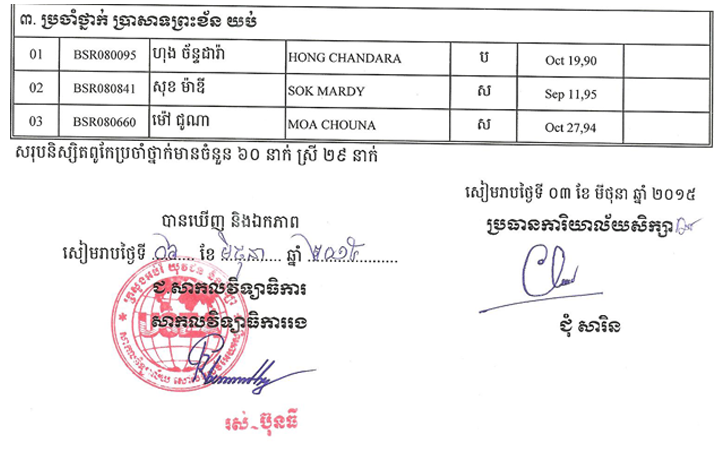 ៣. ប្រចាំថ្នាក់ ប្រាសាទព្រះខ័ន យប់
01 BSR080095 ហុង ច័ន្ទដារ៉ា HONG CHANDARA ប Oct 19,90
02 BSR080841 សុខ ម៉ាឌី SOK MARDY ស Sep 11,95
03 BSR080660 ម៉ៅ ជូណា MOA CHOUNA ស Oct 27,94
សរុបនិស្សិតពូកែប្រចាំថ្នាក់មានចំនួន ៦០ នាក់ ស្រី ២៩ នាក់
សៀមរាបថ្ងៃទី ០៣ ខែ មីថុនា ឆ្នាំ ២០១៥
ប្រធានការិយាល័យសិក្សា
បានឃើញ និងឯកភាព
សៀមរាបថ្ងៃទី .០៤.... ខែ មិថុនា ឆ្នាំ ២០១៥
ជ.សាកលវិទ្យាធិការ
សាកលវិទ្យាធិការរង
ជុំ សារិន
រស់-ប៊ុនធី